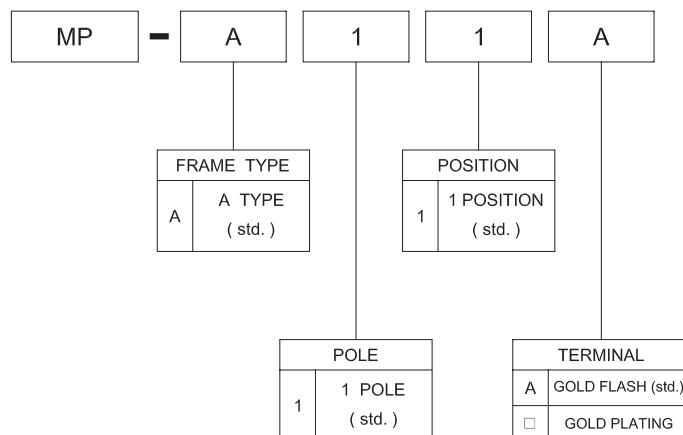 MP - A 1 1 A
FRAME TYPE
A A TYPE
( std. )
POSITION
1 1 POSITION
( std. )
POLE
1 1 POLE
( std. )
TERMINAL
A GOLD FLASH (std.)
□ GOLD PLATING